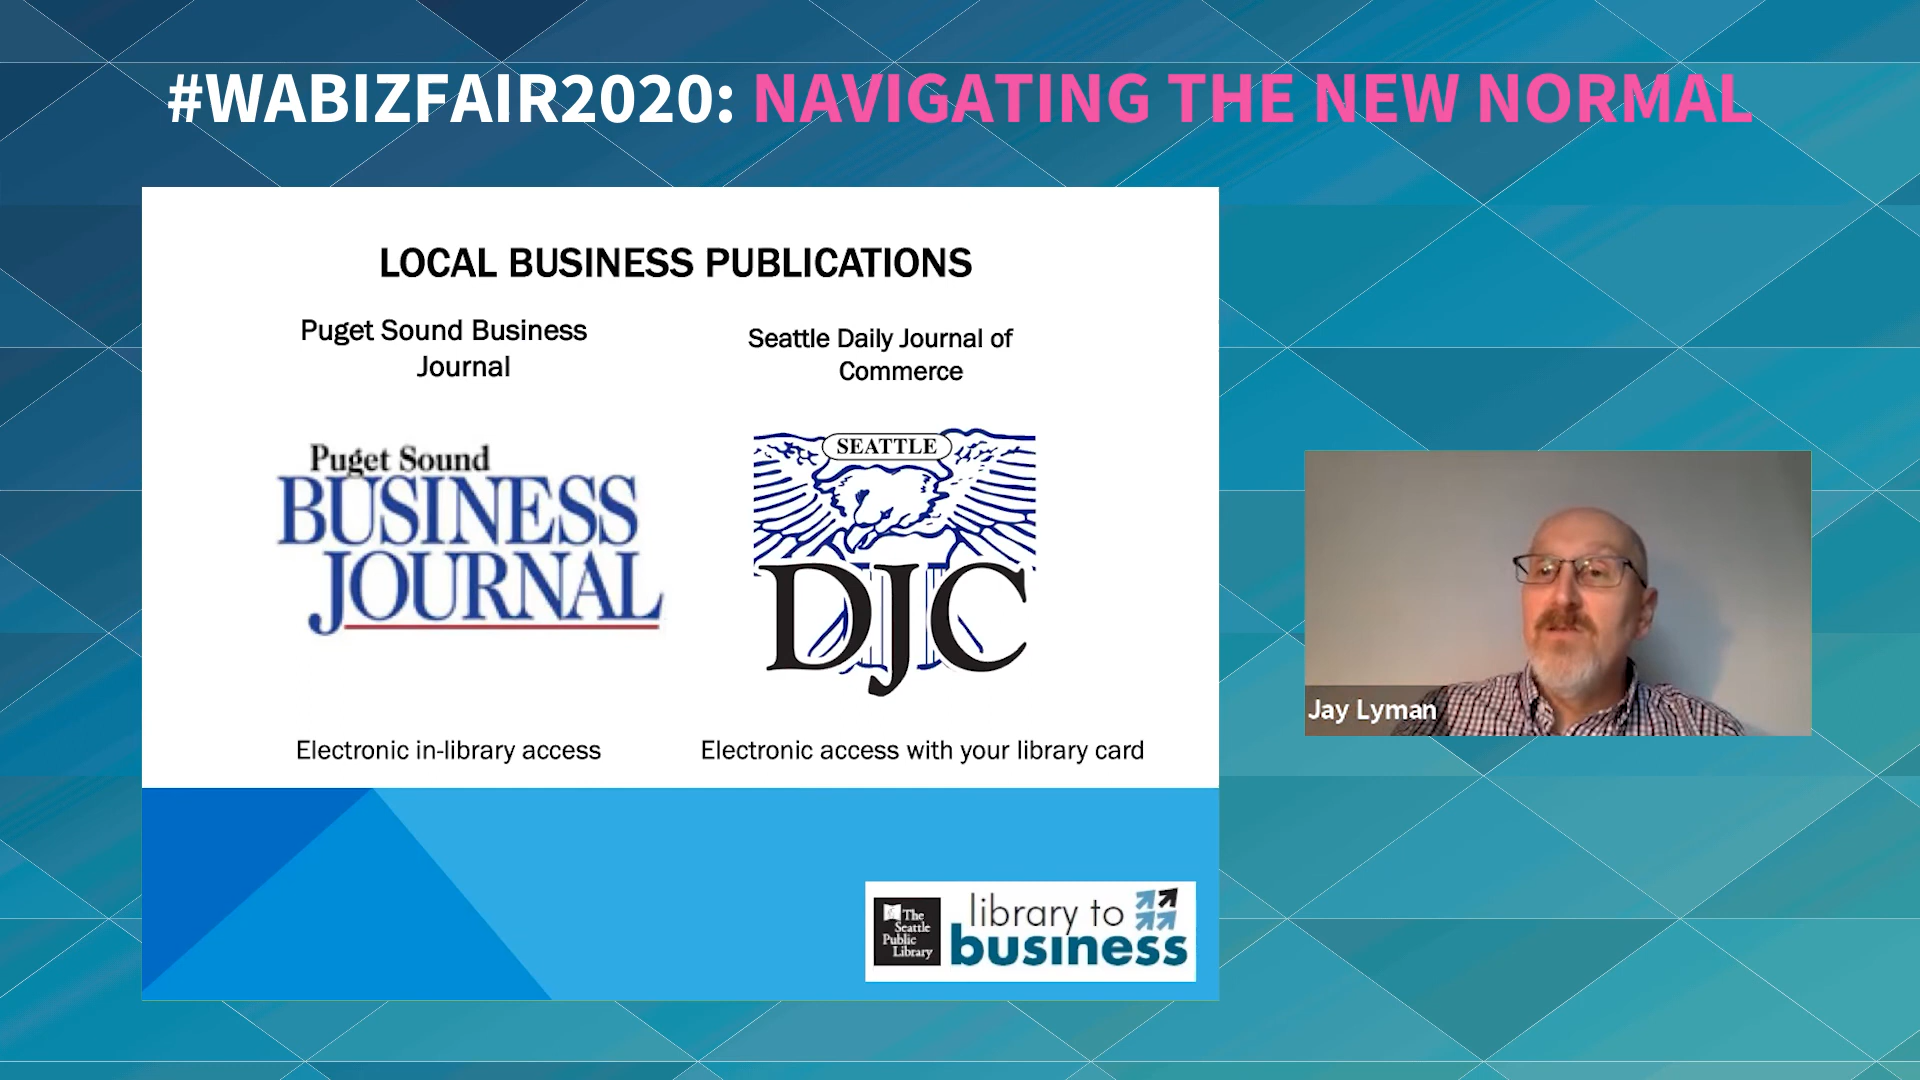 #WABIZFAIR2020: NAVIGATING THE NEW NORMAL
LOCAL BUSINESS PUBLICATIONS
Puget Sound Business
Journal
Seattle Daily Journal of
Commerce
Puget Sound
BUSINESS
JOURNAL
SEATTLE
DJC
Electronic in-library access
Electronic access with your library card
Jay Lyman
The
Seattle
Public
Library
library to
business